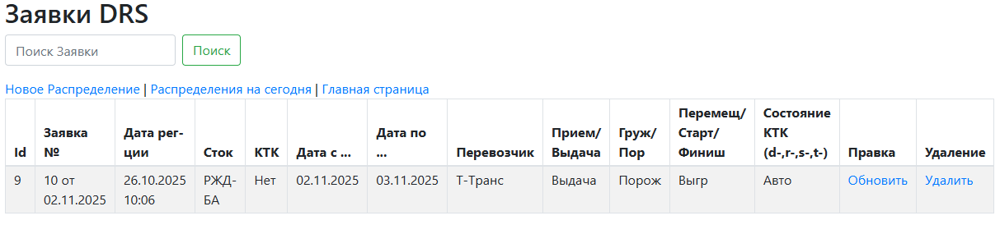 Заявки DRS
Поиск Заявки Поиск
Новое Распределение | Распределения на сегодня | Главная страница
Id Заявка № Дата рег-ции Сток КТК Дата с ... Дата по ... Перевозчик Прием/Выдача Груж/Пор Перемещ/Старт/Финиш Состояние КТК (d-,r-,s-,t-) Правка Удаление
9 10 от 02.11.2025 26.10.2025 10:06 РЖД-БА Нет 02.11.2025 03.11.2025 Т-Транс Выдача Порож Выгр Авто Обновить Удалить